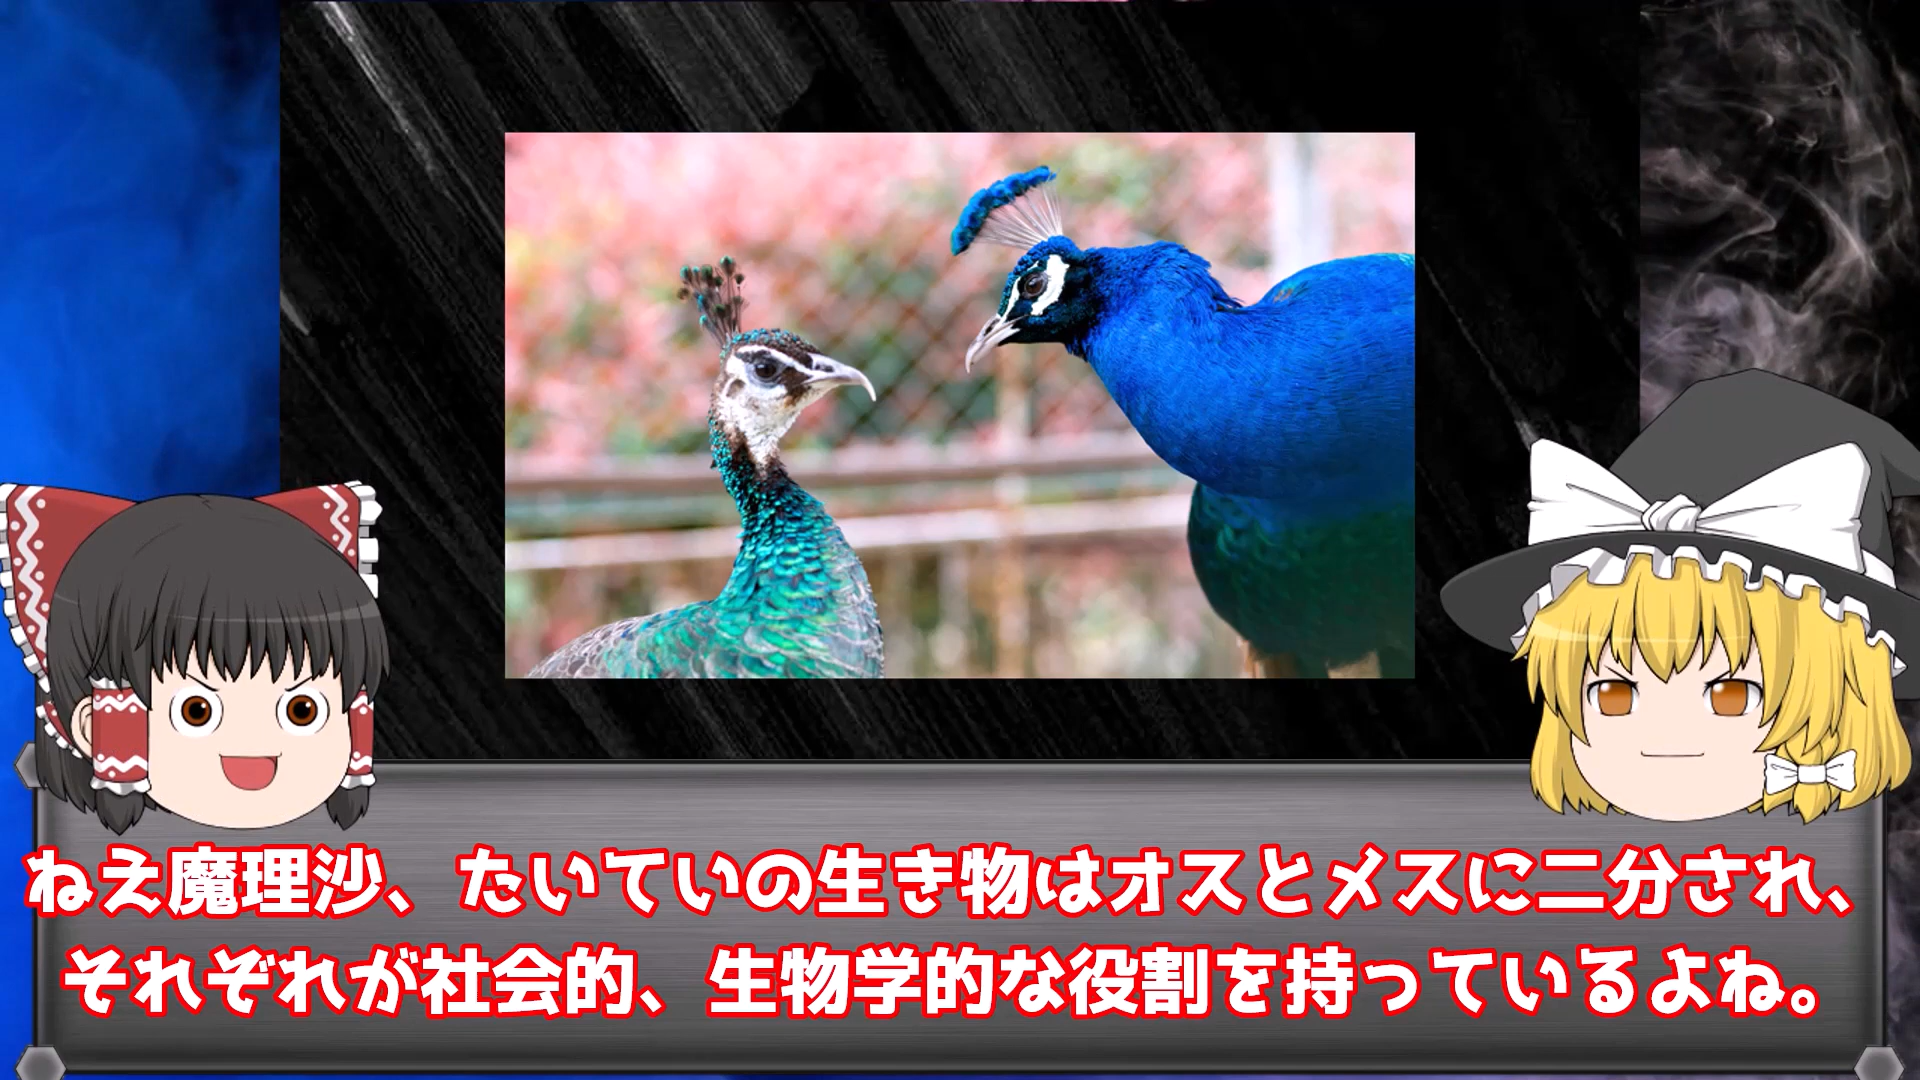 ねえ魔理沙、たいていの生き物はオスとメスに二分され、
それぞれが社会的、生物学的な役割を持っているよね。